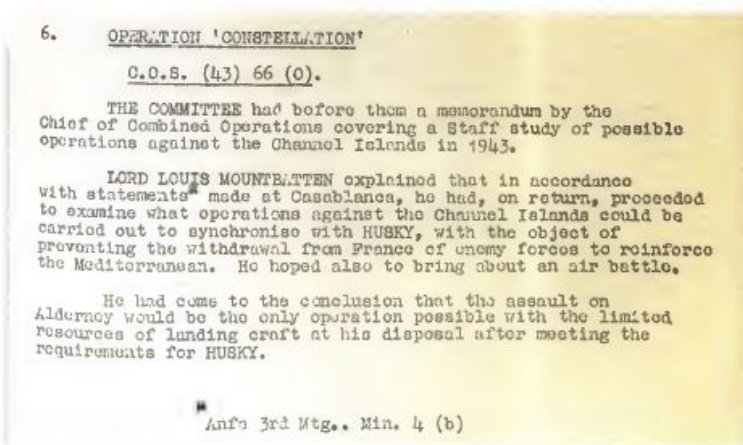 6. OPERATION 'CONSTELLATION'
C.O.S. (43) 66 (O).
THE COMMITTEE had before them a memorandum by the
Chief of Combined Operations covering a Staff study of possible
operations against the Channel Islands in 1943.
LORD LOUIS MOUNTBATTEN explained that in accordance
with statements* made at Casablanca, he had, on return, proceeded
to examine what operations against the Channel Islands could be
carried out to synchronise with HUSKY, with the object of
preventing the withdrawal from France of enemy forces to reinforce
the Mediterranean. He hoped also to bring about an air battle.
He had come to the conclusion that the assault on
Alderney would be the only operation possible with the limited
resources of landing craft at his disposal after meeting the
requirements for HUSKY.
* Anfa 3rd Mtg.. Min. 4 (b)